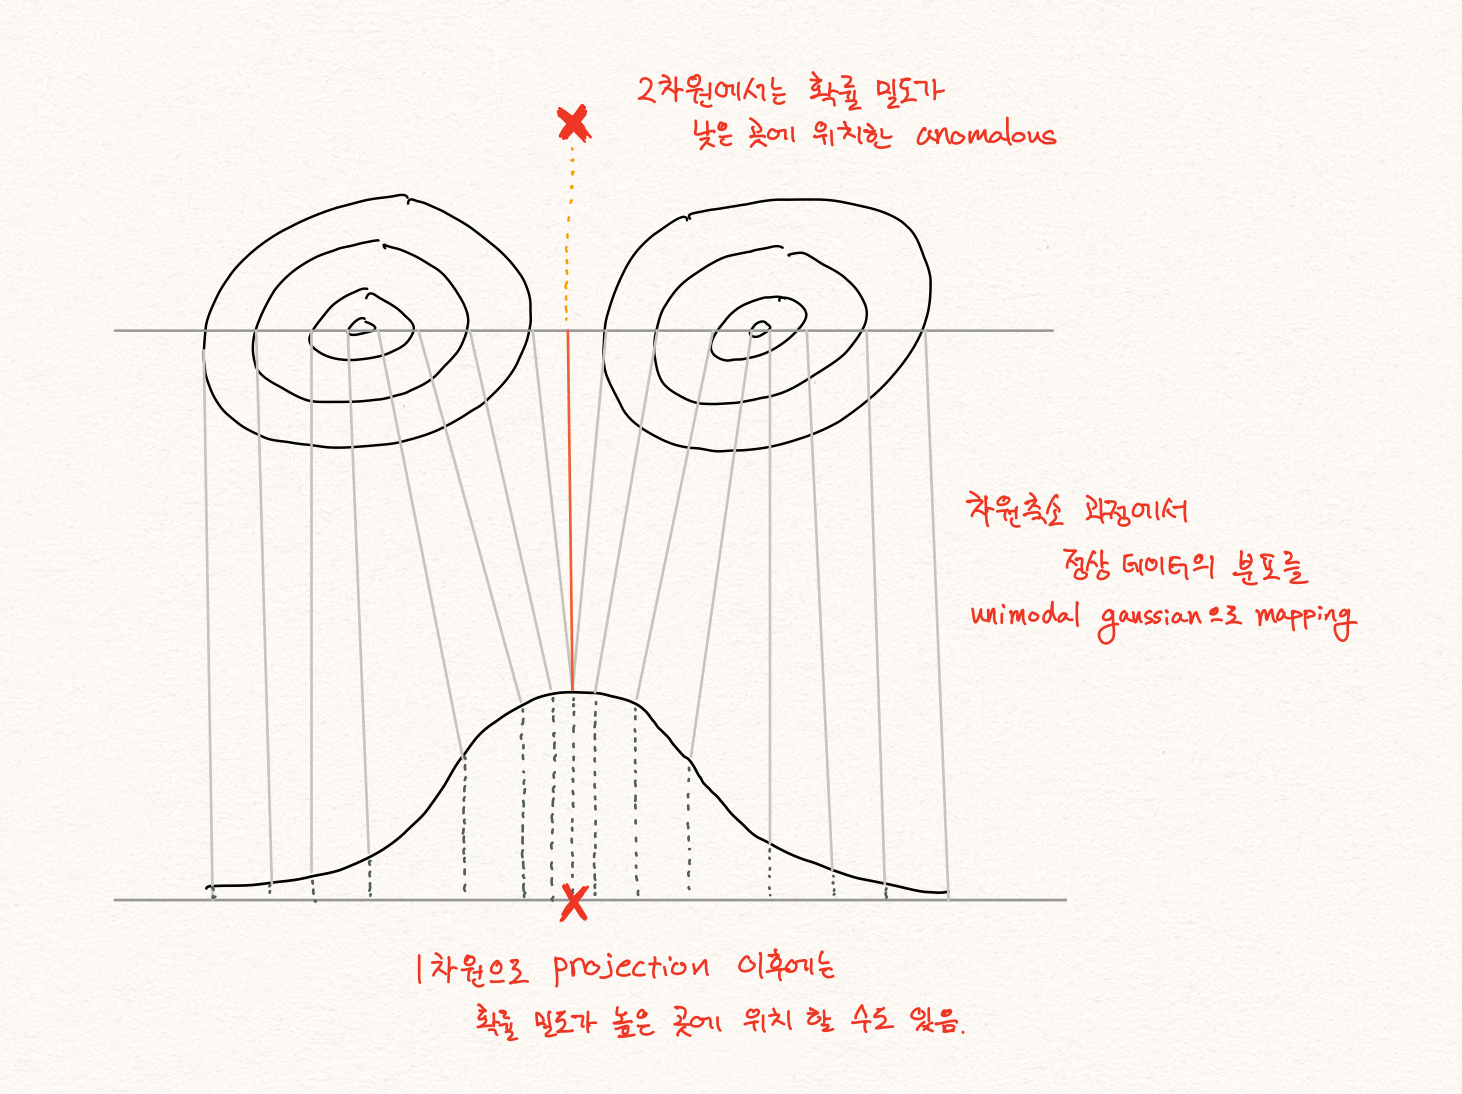 2차원에서는 확률 밀도가
낮은 곳에 위치한 anomalous
차원축소 과정에서
정상 데이터의 분포를
unimodal gaussian으로 mapping
1차원으로 projection 이후에는
확률 밀도가 높은 곳에 위치 할 수도 있음.